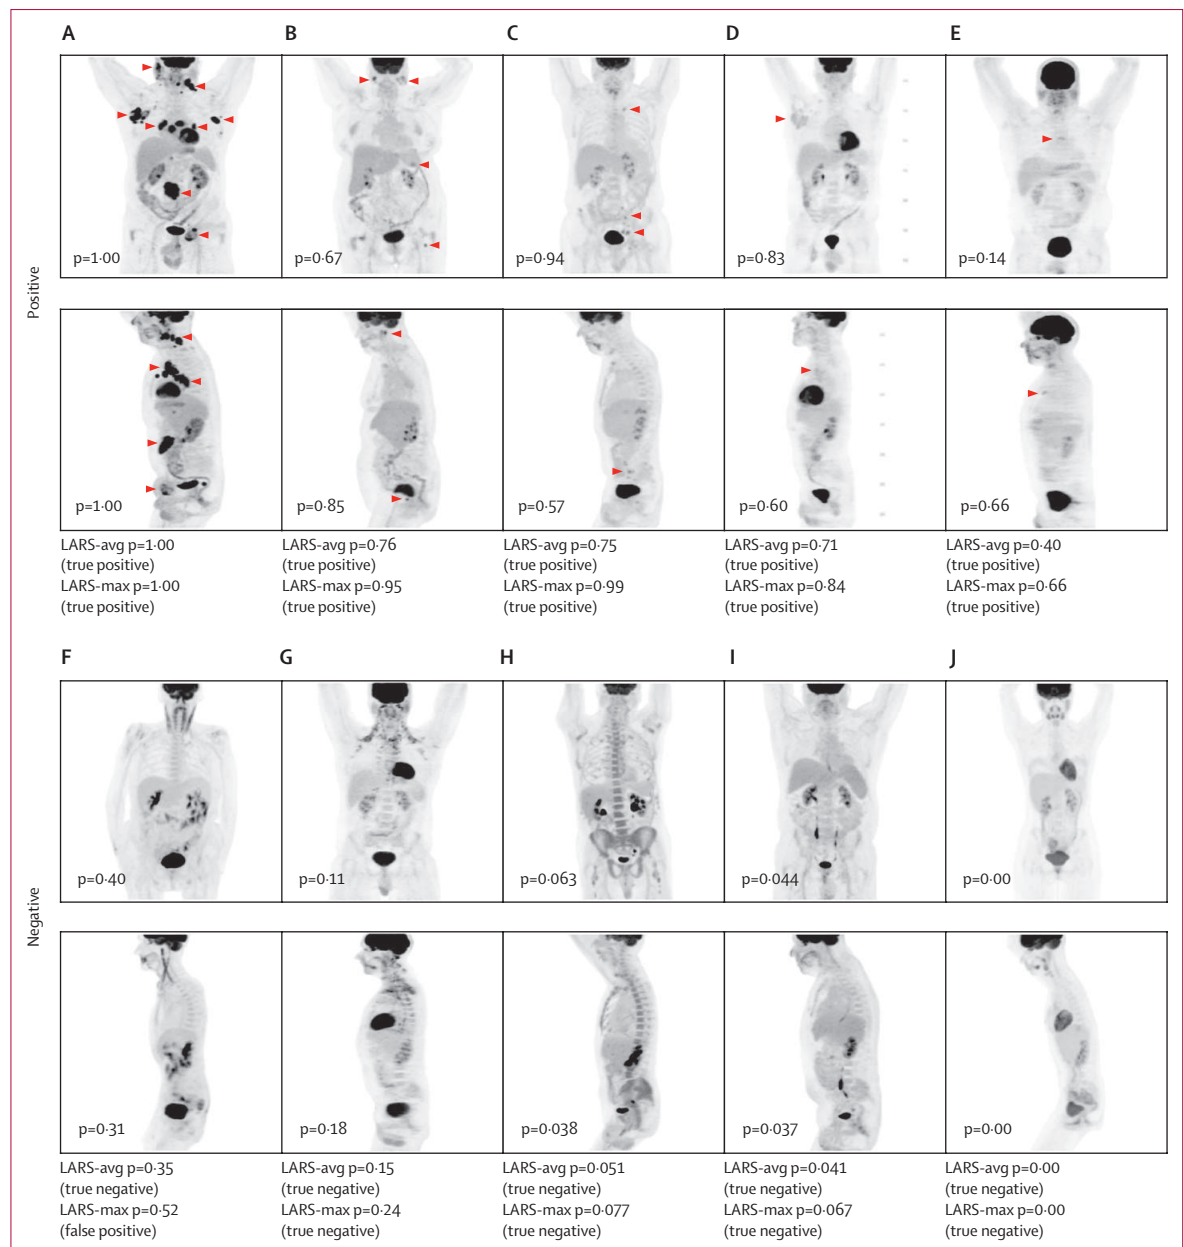 A B C D E
Positive
p=1·00 p=0·67 p=0·94 p=0·83 p=0·14
p=1·00 p=0·85 p=0·57 p=0·60 p=0·66
LARS-avg p=1·00 LARS-avg p=0·76 LARS-avg p=0·75 LARS-avg p=0·71 LARS-avg p=0·40
(true positive) (true positive) (true positive) (true positive) (true positive)
LARS-max p=1·00 LARS-max p=0·95 LARS-max p=0·99 LARS-max p=0·84 LARS-max p=0·66
(true positive) (true positive) (true positive) (true positive) (true positive)
F G H I J
Negative
p=0·40 p=0·11 p=0·063 p=0·044 p=0·00
p=0·31 p=0·18 p=0·038 p=0·037 p=0·00
LARS-avg p=0·35 LARS-avg p=0·15 LARS-avg p=0·051 LARS-avg p=0·041 LARS-avg p=0·00
(true negative) (true negative) (true negative) (true negative) (true negative)
LARS-max p=0·52 LARS-max p=0·24 LARS-max p=0·077 LARS-max p=0·067 LARS-max p=0·00
(false positive) (true negative) (true negative) (true negative) (true negative)